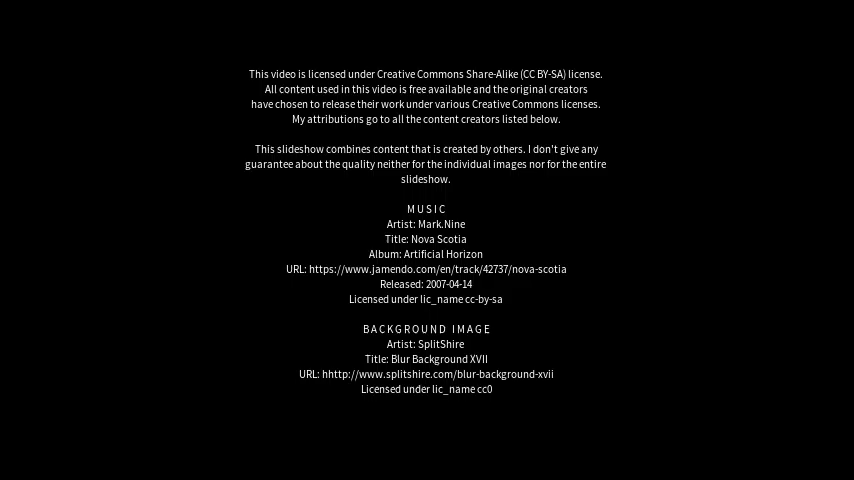 This video is licensed under Creative Commons Share-Alike (CC BY-SA) license.
All content used in this video is free available and the original creators
have chosen to release their work under various Creative Commons licenses.
My attributions go to all the content creators listed below.
This slideshow combines content that is created by others. I don't give any
guarantee about the quality neither for the individual images nor for the entire
slideshow.
MUSIC
Artist: Mark.Nine
Title: Nova Scotia
Album: Artificial Horizon
URL: https://www.jamendo.com/en/track/42737/nova-scotia
Released: 2007-04-14
Licensed under lic_name cc-by-sa
BACKGROUND IMAGE
Artist: SplitShire
Title: Blur Background XVII
URL: hhttp://www.splitshire.com/blur-background-xvii
Licensed under lic_name cc0